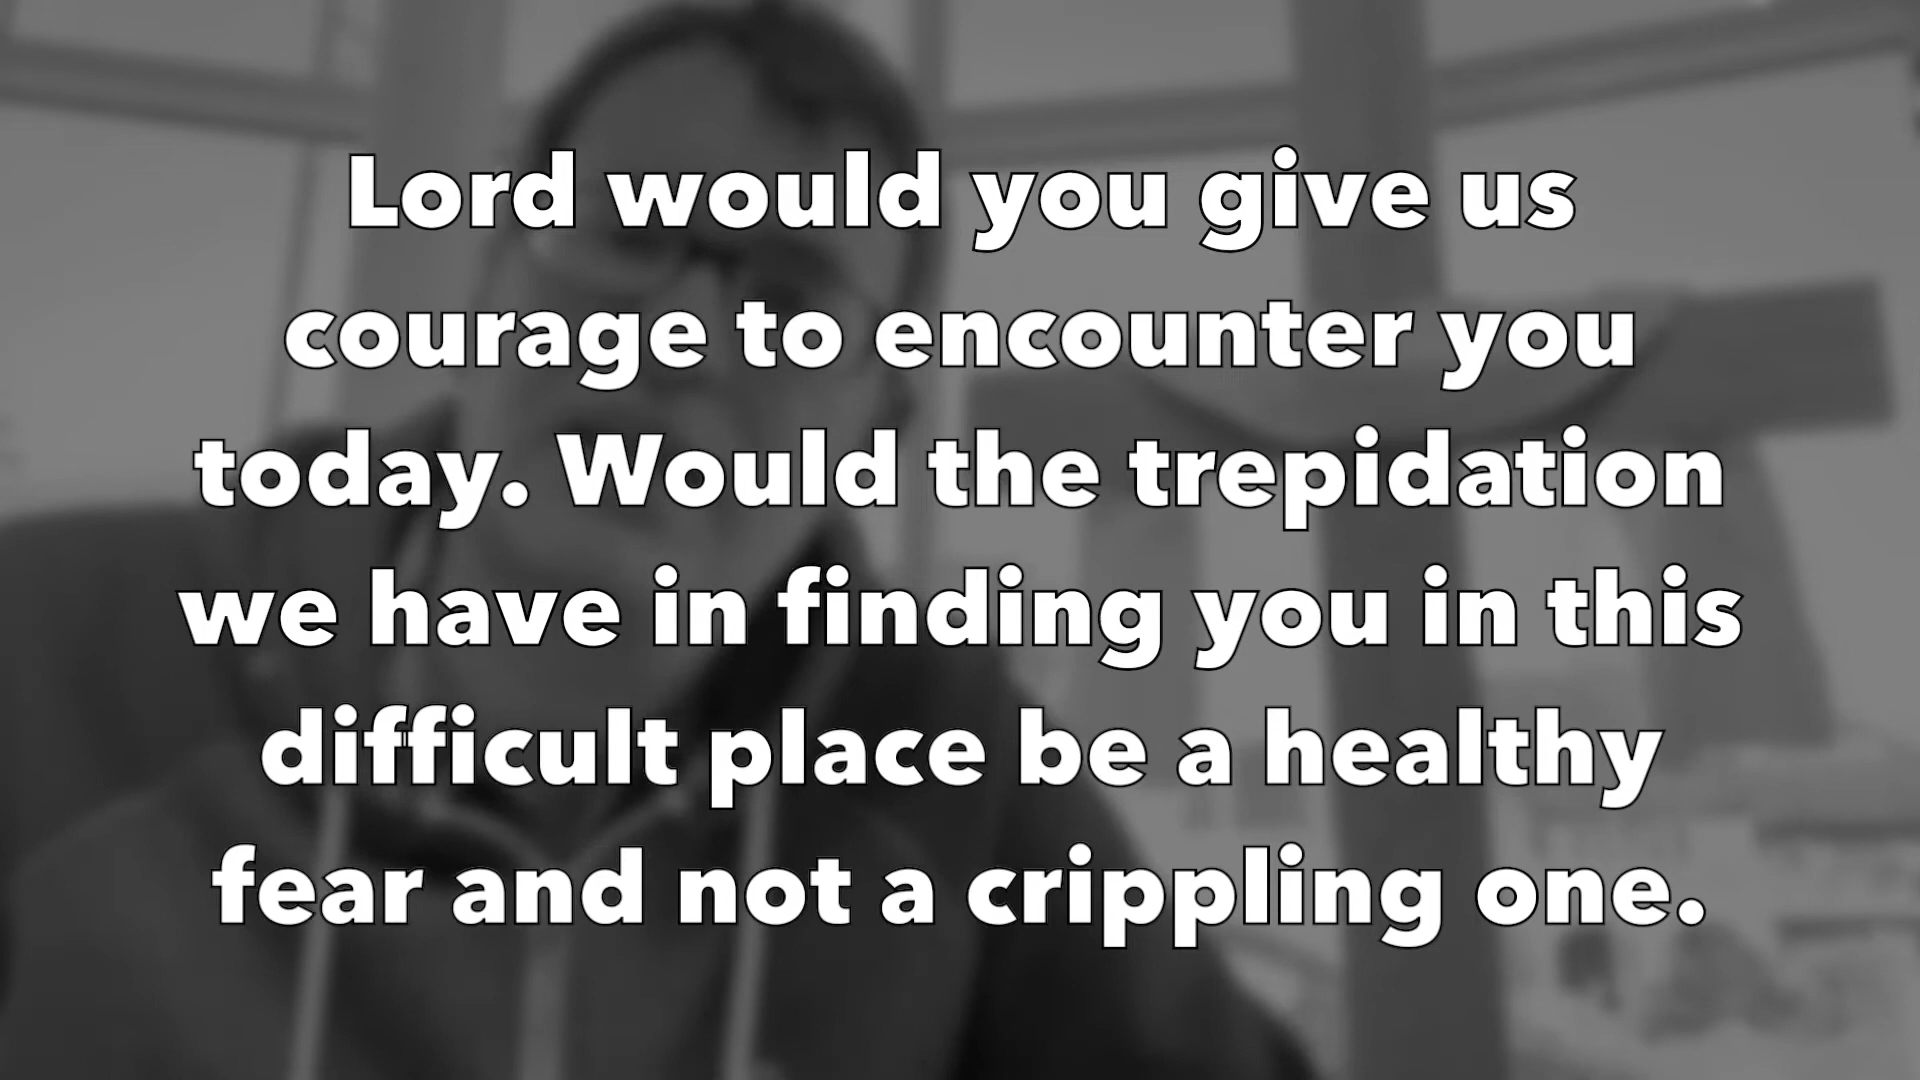 Lord would you give us
courage to encounter you
today. Would the trepidation
we have in finding you in this
difficult place be a healthy
fear and not a crippling one.